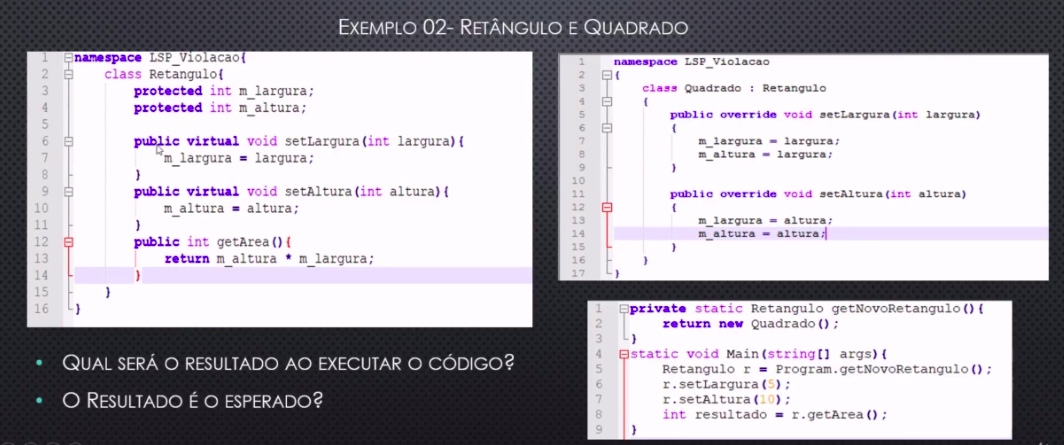 EXEMPLO 02- RETÂNGULO E QUADRADO
1 namespace LSP_Violacao{
2 class Retangulo{
3 protected int m_largura;
4 protected int m_altura;
5
6 public virtual void setLargura(int largura){
7 m_largura = largura;
8 }
9 public virtual void setAltura(int altura){
10 m_altura = altura;
11 }
12 public int getArea(){
13 return m_altura * m_largura;
14 }
15 }
16 }
1 namespace LSP_Violacao
2 {
3 class Quadrado : Retangulo
4 {
5 public override void setLargura(int largura)
6 {
7 m_largura = largura;
8 m_altura = largura;
9 }
10
11 public override void setAltura(int altura)
12 {
13 m_largura = altura;
14 m_altura = altura;
15 }
16 }
17 }
1 private static Retangulo getNovoRetangulo(){
2 return new Quadrado();
3 }
4 static void Main(string[] args){
5 Retangulo r = Program.getNovoRetangulo();
6 r.setLargura(5);
7 r.setAltura(10);
8 int resultado = r.getArea();
9 }
• QUAL SERÁ O RESULTADO AO EXECUTAR O CÓDIGO?
• O RESULTADO É O ESPERADO?